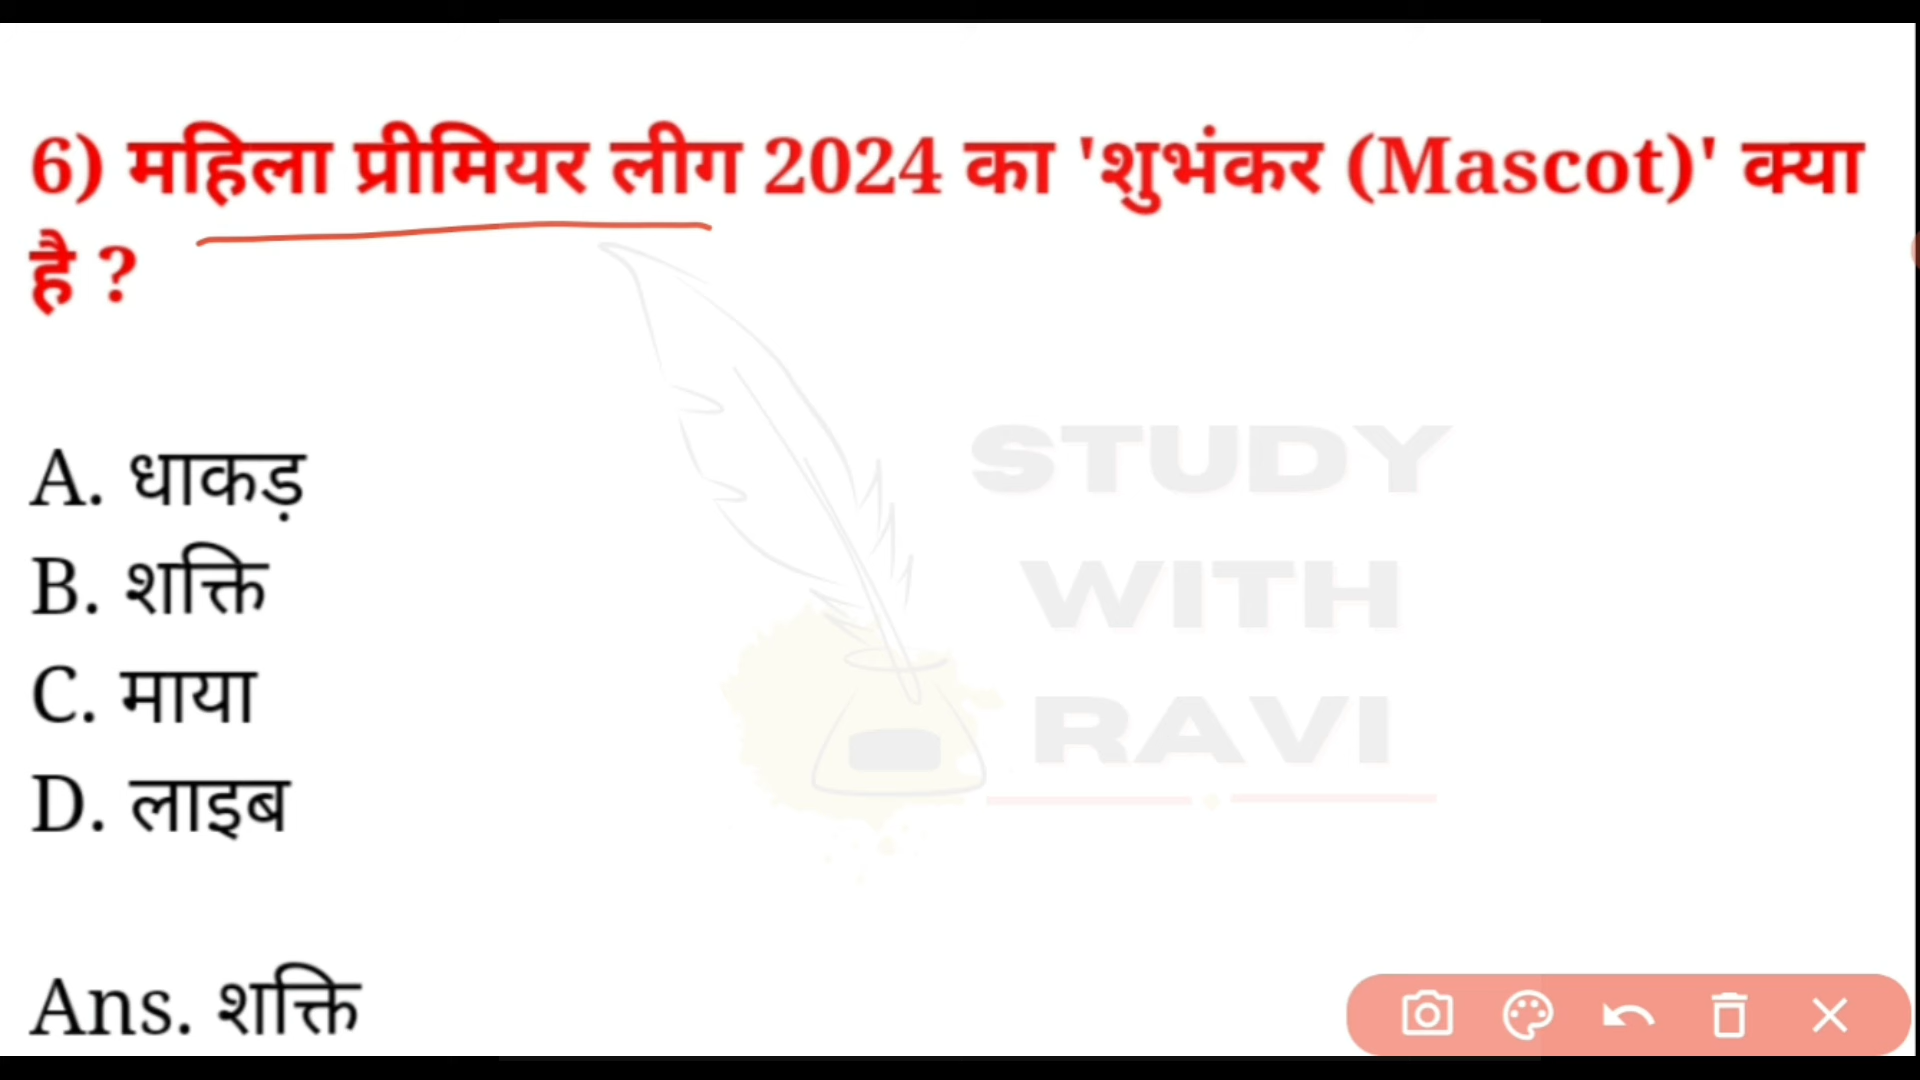 6) महिला प्रीमियर लीग 2024 का 'शुभंकर (Mascot)' क्या
है ?
A. धाकड़
B. शक्ति
C. माया
D. लाइब
Ans. शक्ति
STUDY
WITH
RAVI